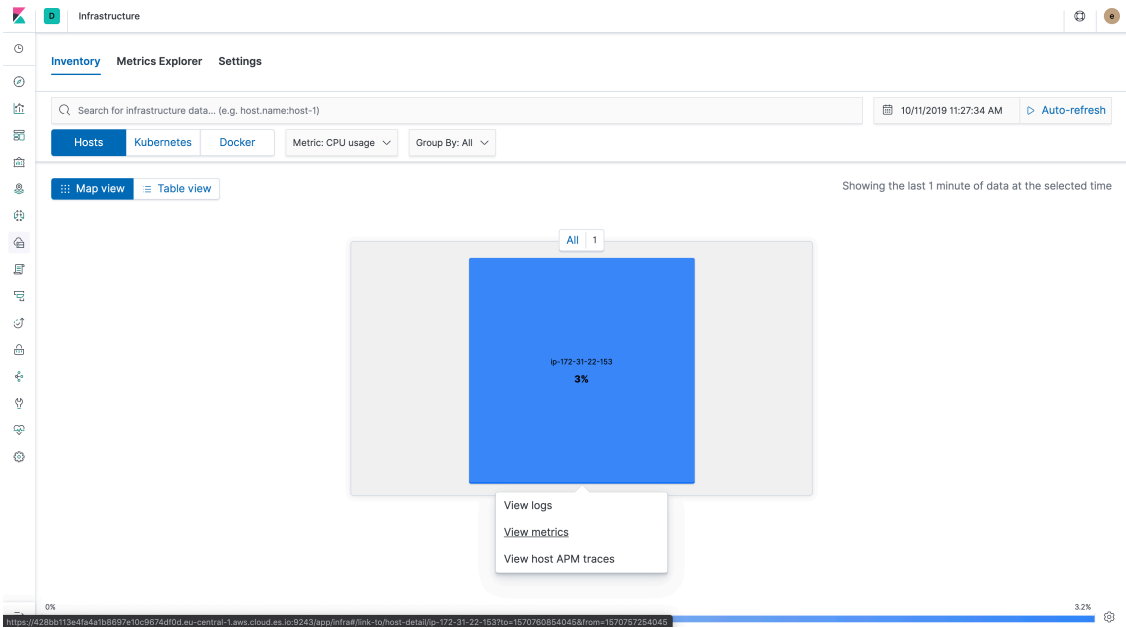 D
Infrastructure
e
Inventory
Metrics Explorer
Settings
Search for infrastructure data... (e.g. host.name:host-1)
10/11/2019 11:27:34 AM
Auto-refresh
Hosts
Kubernetes
Docker
Metric: CPU usage
Group By: All
Map view
Table view
Showing the last 1 minute of data at the selected time
All
1
ip-172-31-22-153
3%
View logs
View metrics
View host APM traces
0%
3.2%
https://428bb113e4fa4a1b8697e10c9674df0d.eu-central-1.aws.cloud.es.io:9243/app/infra#/link-to/host-detail/ip-172-31-22-153?to=1570760854045&from=1570757254045